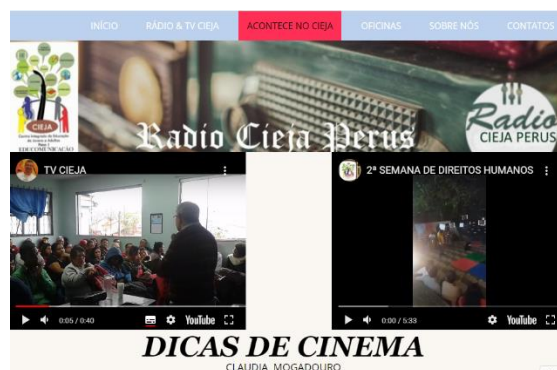 INÍCIO RÁDIO & TV CIEJA ACONTECE NO CIEJA OFICINAS SOBRE NÓS CONTATOS
CIEJA
EDUCOMUNICAÇÃO
Radio Cieja Perus
Radio
CIEJA PERUS
TV CIEJA
0:05 / 0:40 YouTube
2ª SEMANA DE DIREITOS HUMANOS
0:00 / 5:33 YouTube
DICAS DE CINEMA
CLAUDIA MOGADOURO